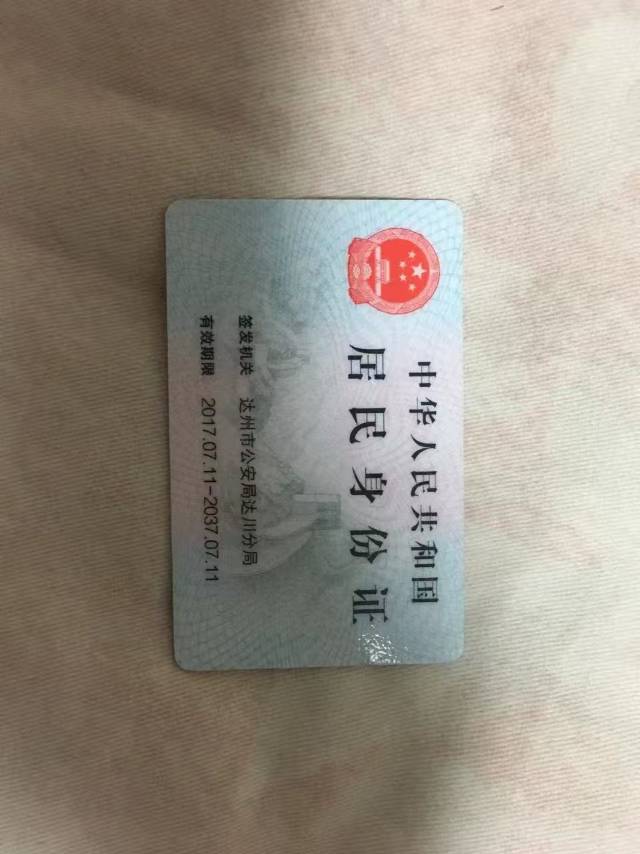 中华人民共和国
居民身份证
签发机关 达州市公安局达川分局
有效期限 2017.07.11-2037.07.11